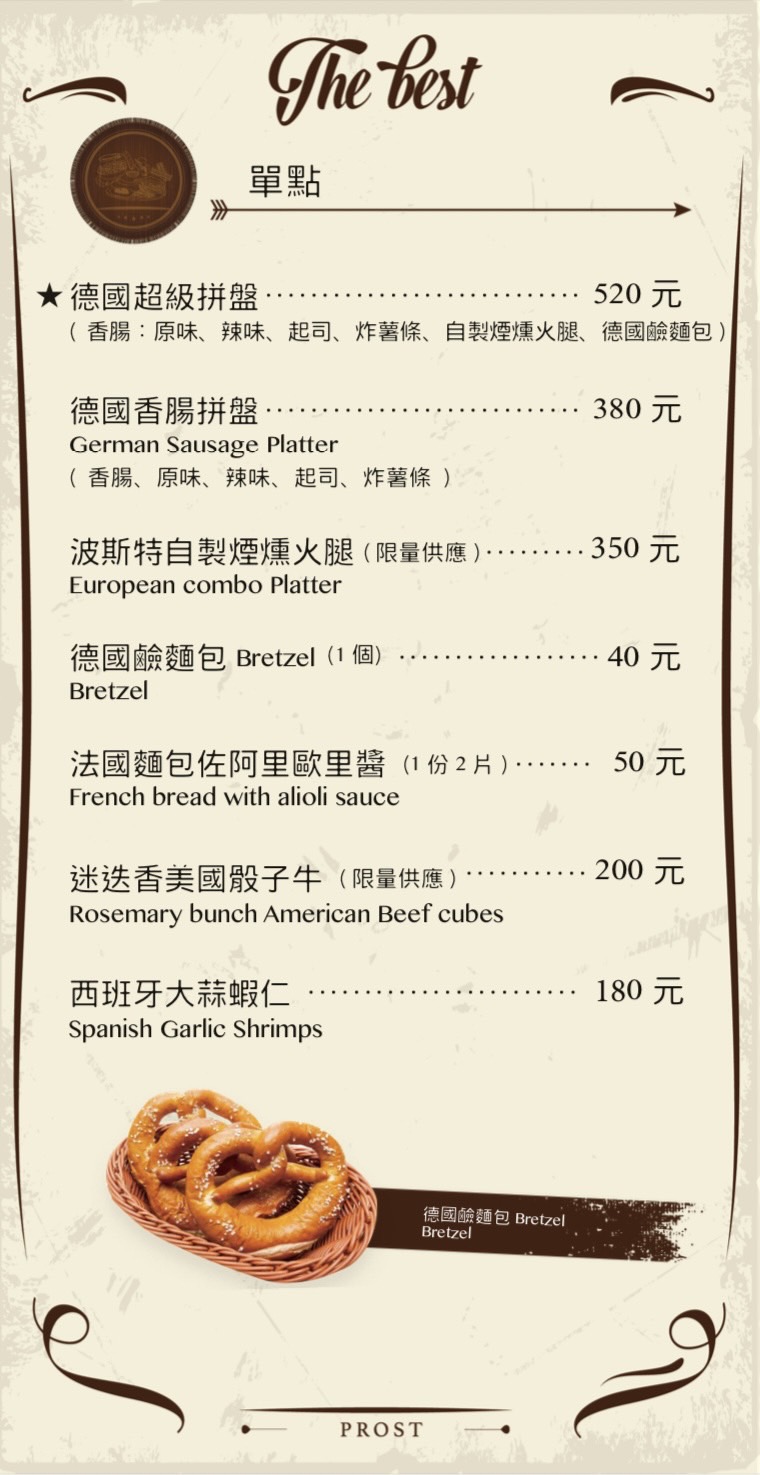 The best
單點
★德國超級拼盤 ···························· 520 元
( 香腸：原味、辣味、起司、炸薯條、自製煙燻火腿、德國鹼麵包 )
德國香腸拼盤 ···························· 380 元
German Sausage Platter
( 香腸、原味、辣味、起司、炸薯條 )
波斯特自製煙燻火腿 ( 限量供應 ) ········· 350 元
European combo Platter
德國鹼麵包 Bretzel (1 個) ·················· 40 元
Bretzel
法國麵包佐阿里歐里醬 (1 份 2 片 ) ······· 50 元
French bread with alioli sauce
迷迭香美國骰子牛 ( 限量供應 ) ··········· 200 元
Rosemary bunch American Beef cubes
西班牙大蒜蝦仁 ························ 180 元
Spanish Garlic Shrimps
德國鹼麵包 Bretzel
Bretzel
PROST